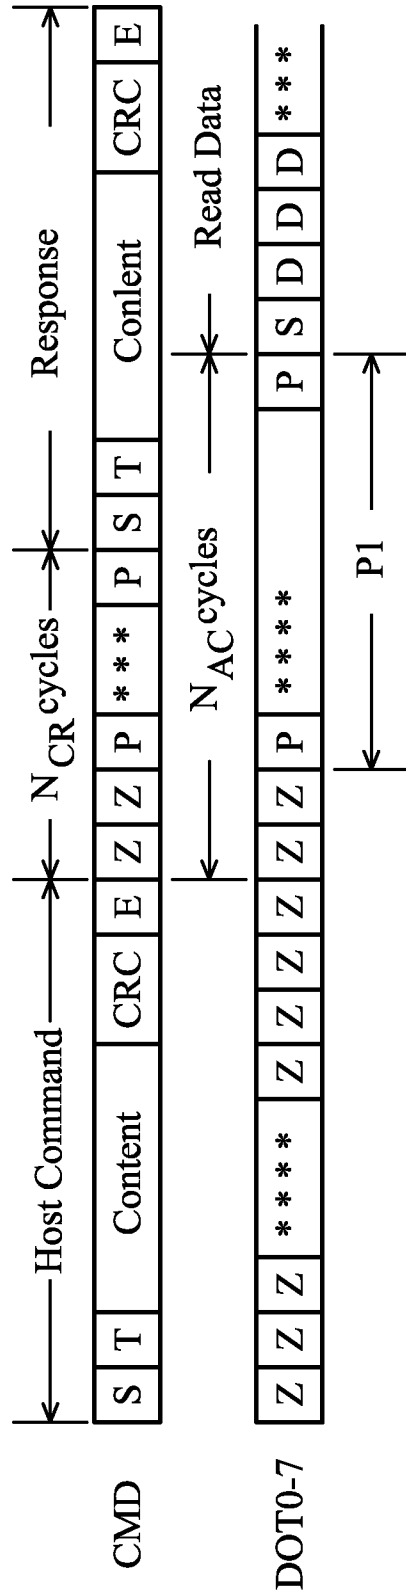 Host Command N_CR cycles Response
CMD S T Content CRC E Z Z P *** P S T Conlent CRC E
N_AC cycles Read Data
DOT0-7 Z Z Z **** Z Z Z Z Z Z P **** P S D D D ***
P1